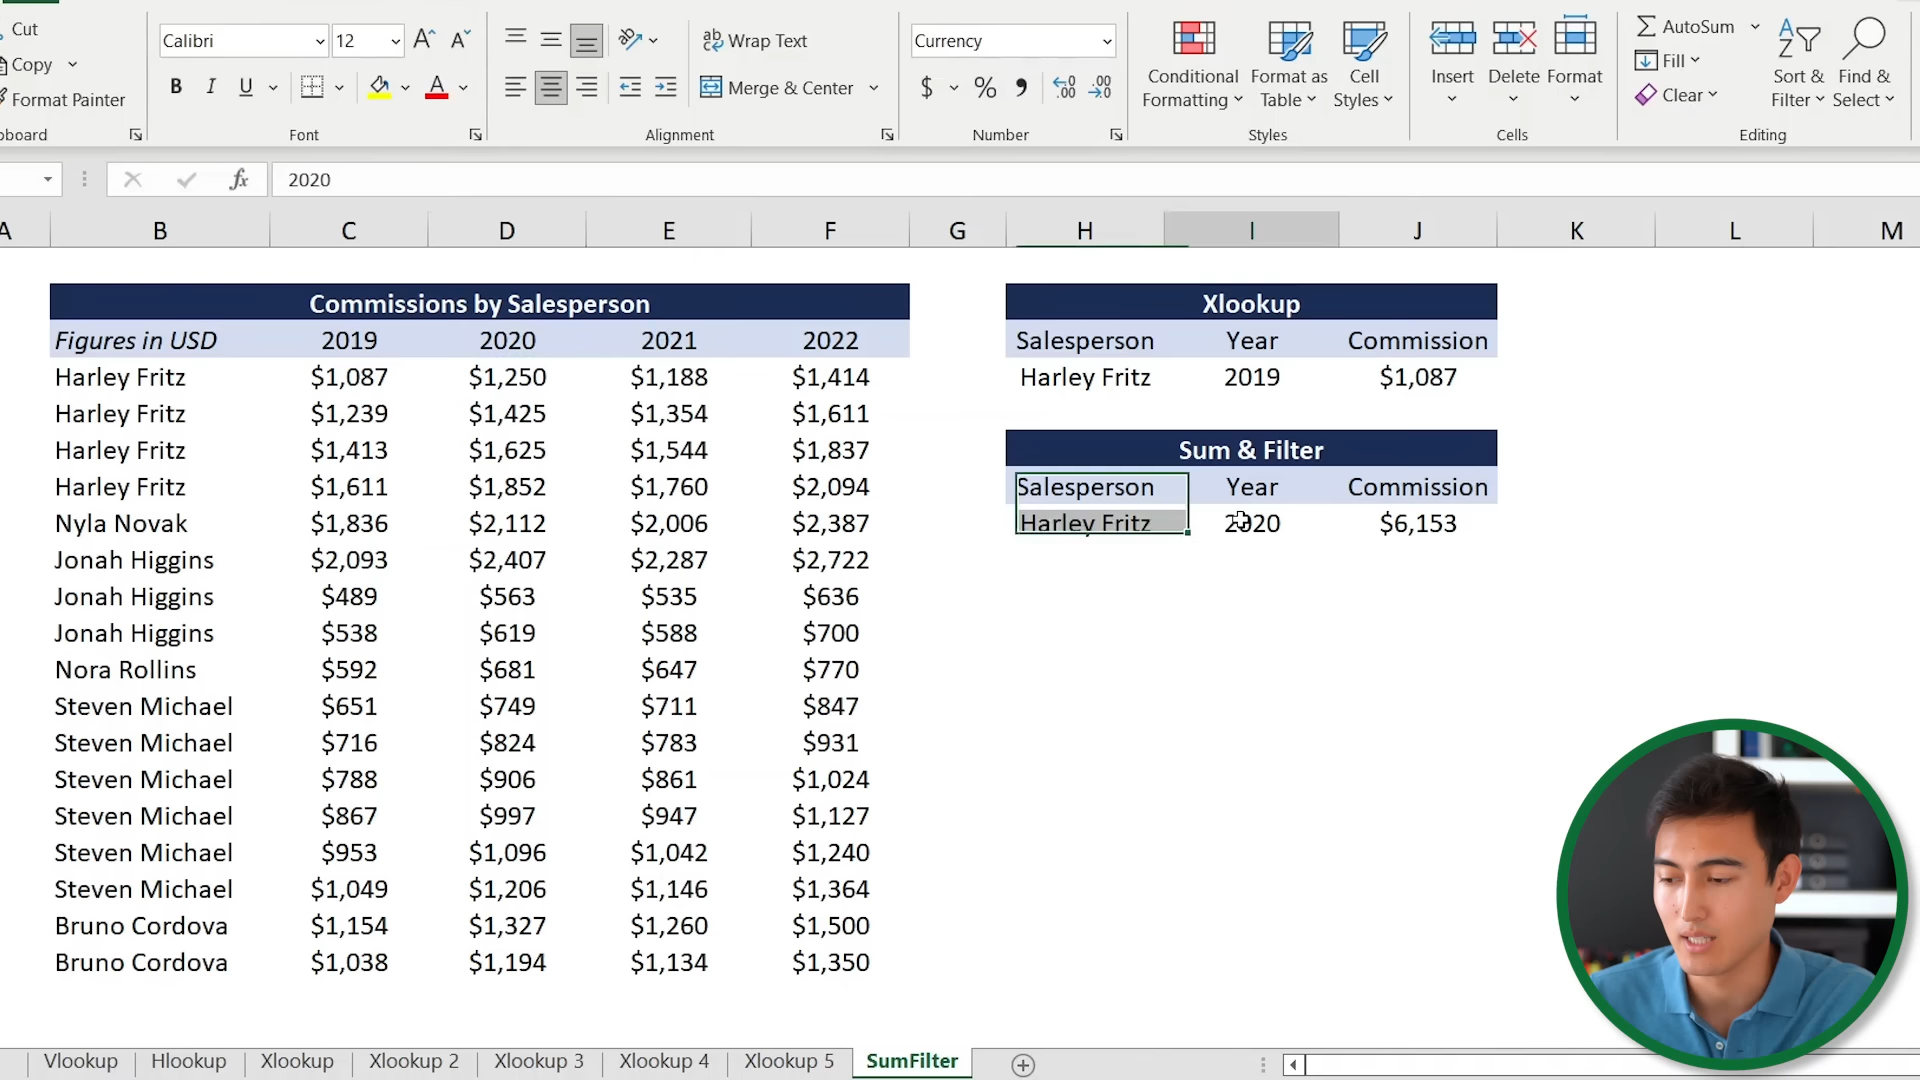 Cut
Copy
Format Painter
board
Calibri
12
A A
B I U
A
Font
ab Wrap Text
Merge & Center
Alignment
Currency
$ % , .00
Number
Conditional Formatting
Format as Table
Cell Styles
Styles
Insert
Delete
Format
Cells
AutoSum
Fill
Clear
Sort & Filter
Find & Select
Editing
fx 2020
A B C D E F G H I J K L M
Commissions by Salesperson
Figures in USD 2019 2020 2021 2022
Harley Fritz $1,087 $1,250 $1,188 $1,414
Harley Fritz $1,239 $1,425 $1,354 $1,611
Harley Fritz $1,413 $1,625 $1,544 $1,837
Harley Fritz $1,611 $1,852 $1,760 $2,094
Nyla Novak $1,836 $2,112 $2,006 $2,387
Jonah Higgins $2,093 $2,407 $2,287 $2,722
Jonah Higgins $489 $563 $535 $636
Jonah Higgins $538 $619 $588 $700
Nora Rollins $592 $681 $647 $770
Steven Michael $651 $749 $711 $847
Steven Michael $716 $824 $783 $931
Steven Michael $788 $906 $861 $1,024
Steven Michael $867 $997 $947 $1,127
Steven Michael $953 $1,096 $1,042 $1,240
Steven Michael $1,049 $1,206 $1,146 $1,364
Bruno Cordova $1,154 $1,327 $1,260 $1,500
Bruno Cordova $1,038 $1,194 $1,134 $1,350
Xlookup
Salesperson Year Commission
Harley Fritz 2019 $1,087
Sum & Filter
Salesperson Year Commission
Harley Fritz 2020 $6,153
Vlookup Hlookup Xlookup Xlookup 2 Xlookup 3 Xlookup 4 Xlookup 5 SumFilter